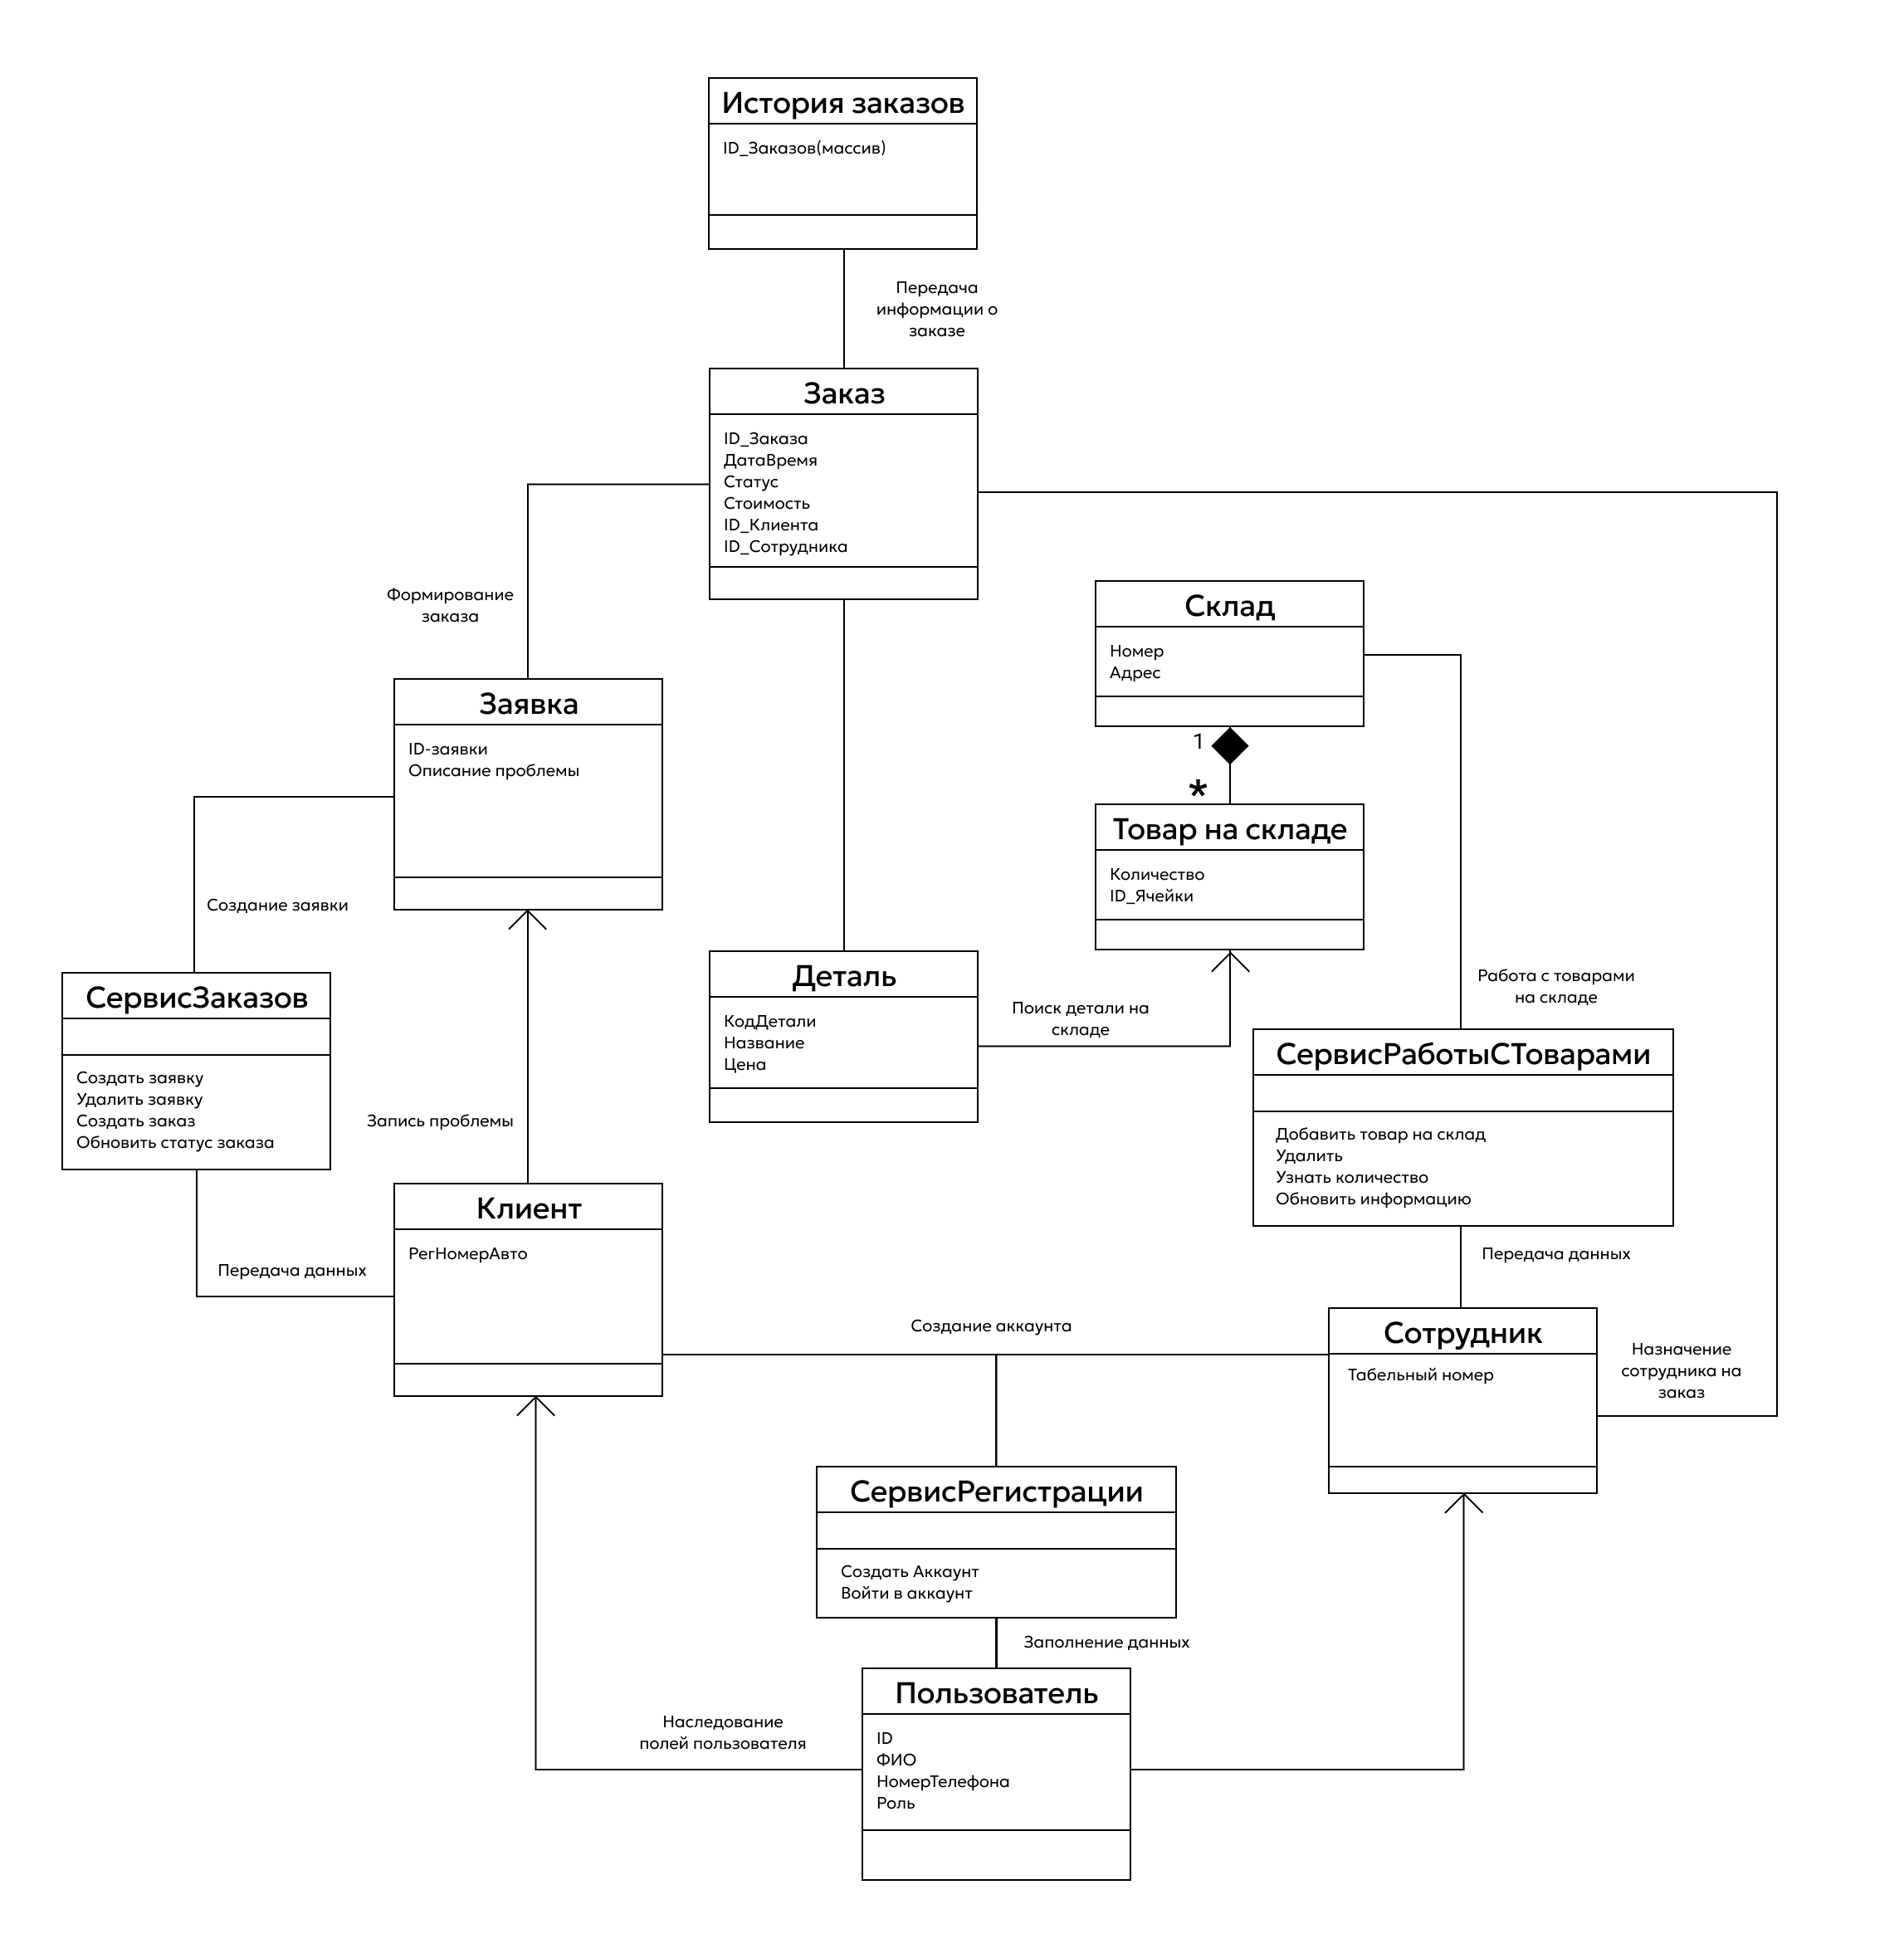 История заказов
ID_Заказов(массив)
Передача
информации о
заказе
Заказ
ID_Заказа
ДатаВремя
Статус
Стоимость
ID_Клиента
ID_Сотрудника
Формирование
заказа
Склад
Номер
Адрес
1
*
Заявка
ID-заявки
Описание проблемы
Товар на складе
Количество
ID_Ячейки
Создание заявки
Деталь
КодДетали
Название
Цена
Поиск детали на
складе
Работа с товарами
на складе
СервисЗаказов
Создать заявку
Удалить заявку
Создать заказ
Обновить статус заказа
СервисРаботыСТоварами
Добавить товар на склад
Удалить
Узнать количество
Обновить информацию
Запись проблемы
Клиент
РегНомерАвто
Передача данных
Передача данных
Создание аккаунта
Сотрудник
Табельный номер
Назначение
сотрудника на
заказ
СервисРегистрации
Создать Аккаунт
Войти в аккаунт
Заполнение данных
Пользователь
ID
ФИО
НомерТелефона
Роль
Наследование
полей пользователя